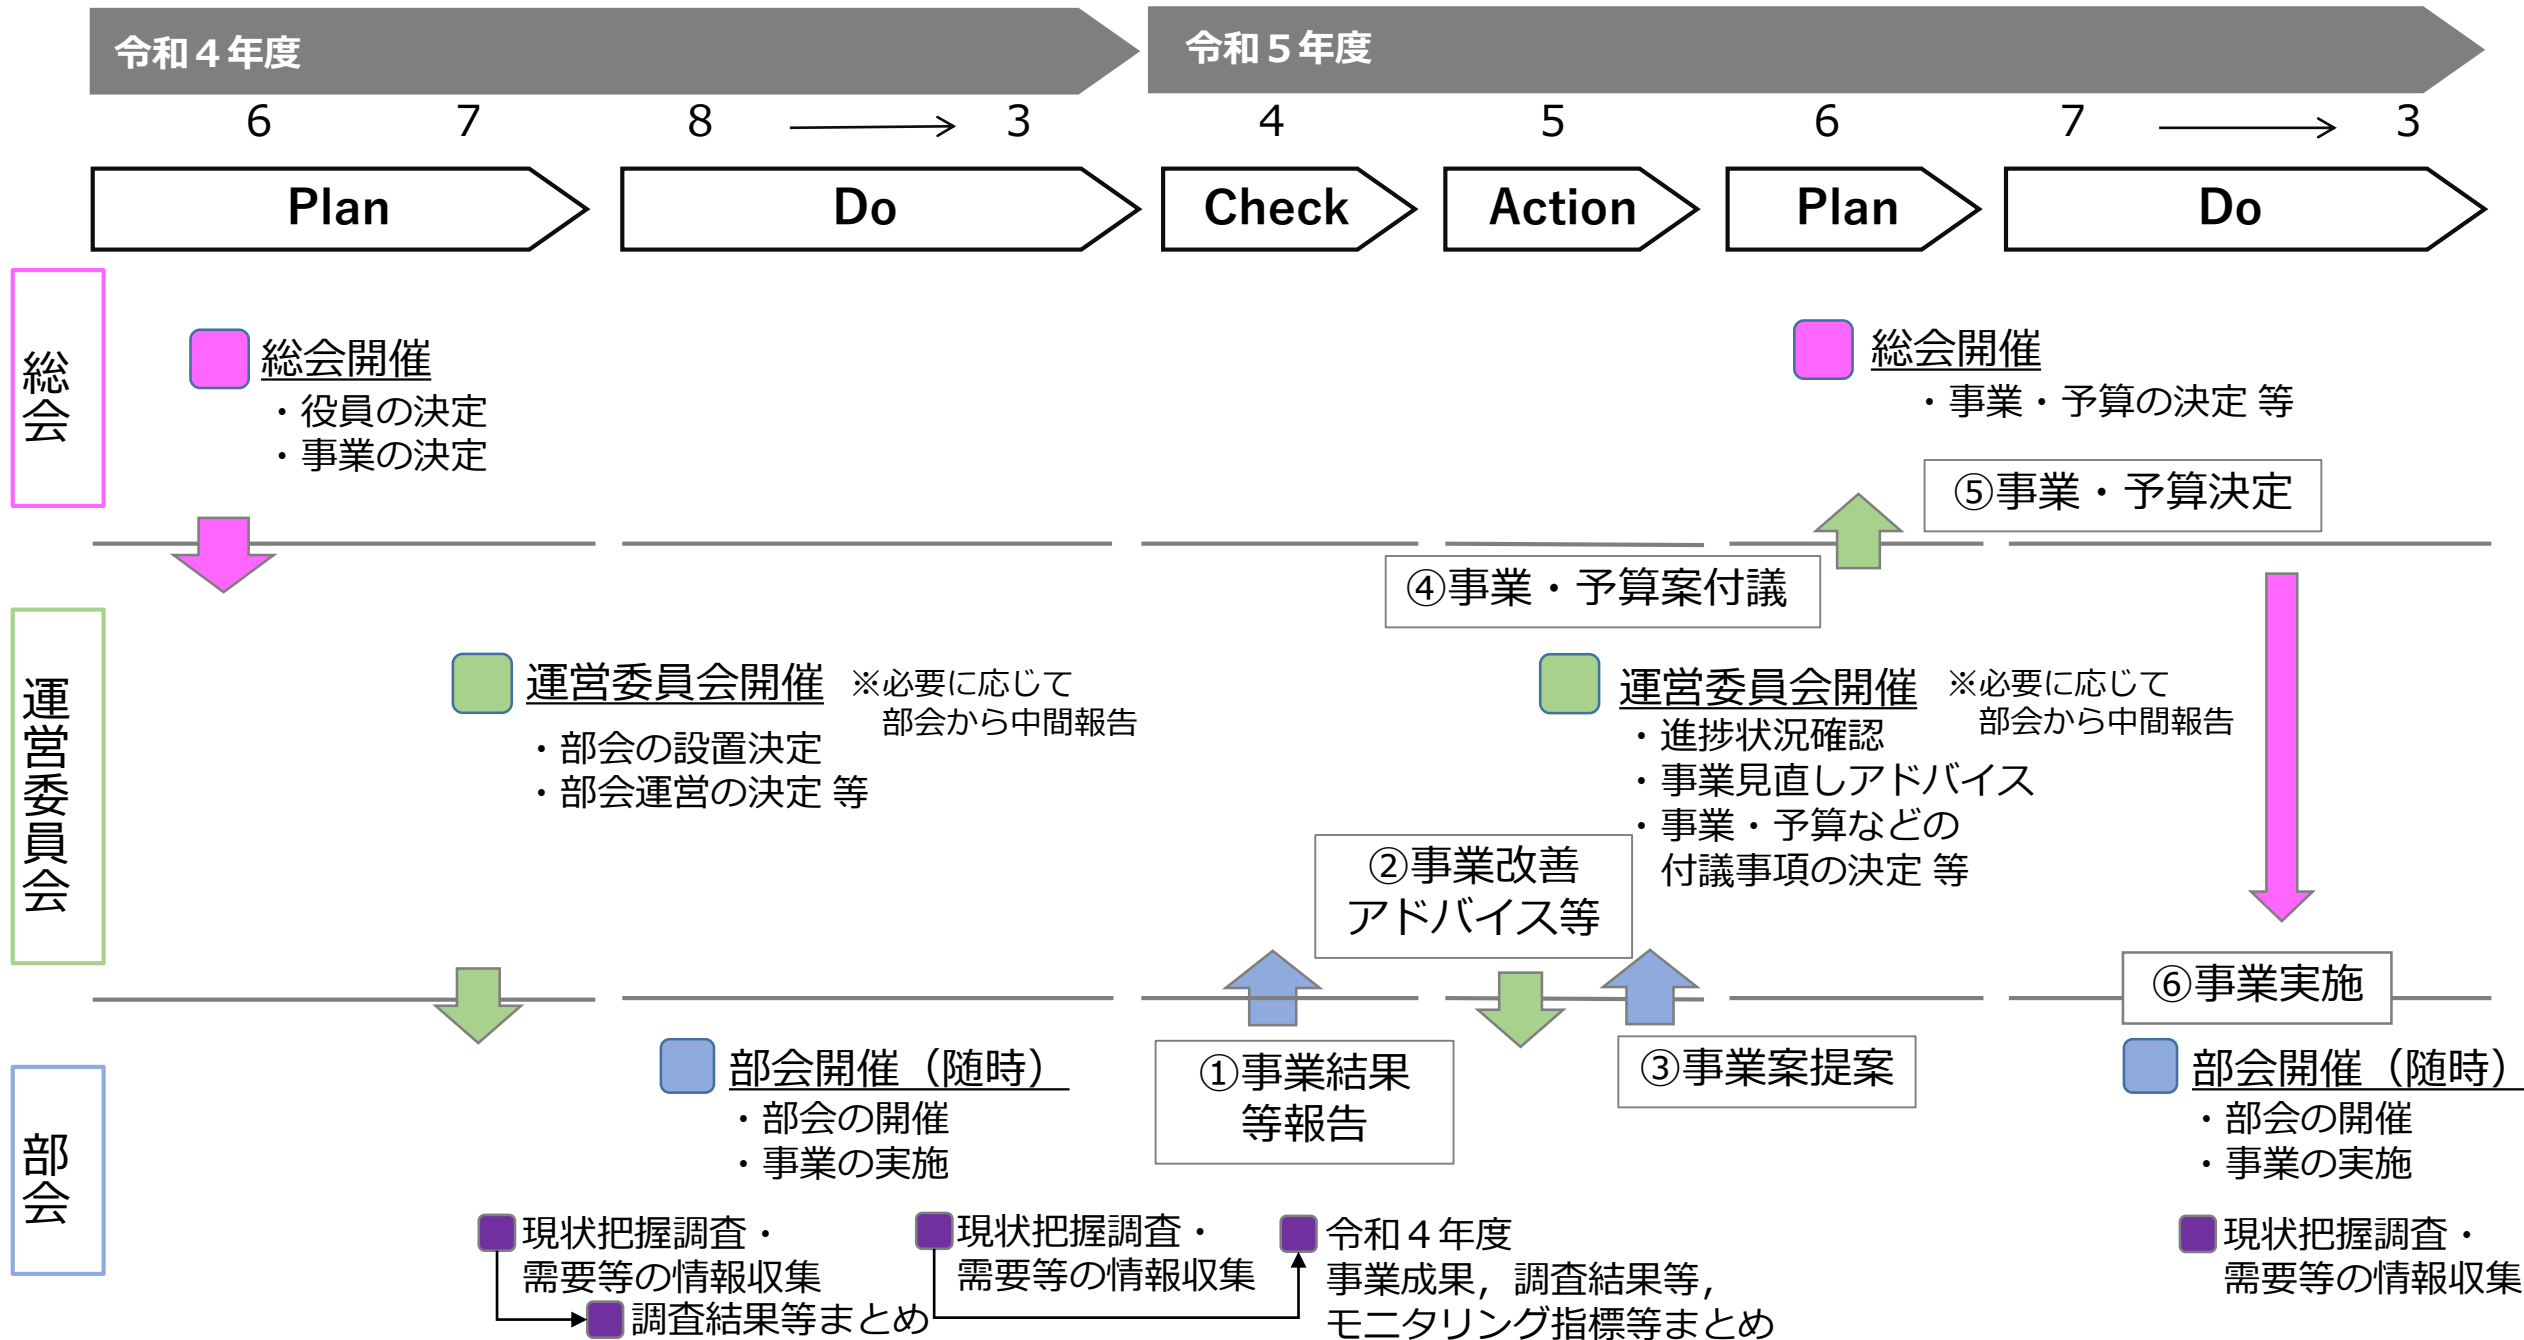 令和４年度
令和５年度
6
7
8
3
4
5
6
7
3
Plan
Do
Check
Action
Plan
Do
総会
総会開催
・役員の決定
・事業の決定
総会開催
・事業・予算の決定 等
⑤事業・予算決定
④事業・予算案付議
運営委員会
運営委員会開催
※必要に応じて
部会から中間報告
・部会の設置決定
・部会運営の決定 等
運営委員会開催
※必要に応じて
部会から中間報告
・進捗状況確認
・事業見直しアドバイス
・事業・予算などの
付議事項の決定 等
②事業改善
アドバイス等
⑥事業実施
部会
部会開催（随時）
・部会の開催
・事業の実施
①事業結果
等報告
③事業案提案
部会開催（随時）
・部会の開催
・事業の実施
現状把握調査・
需要等の情報収集
調査結果等まとめ
現状把握調査・
需要等の情報収集
令和４年度
事業成果，調査結果等，
モニタリング指標等まとめ
現状把握調査・
需要等の情報収集